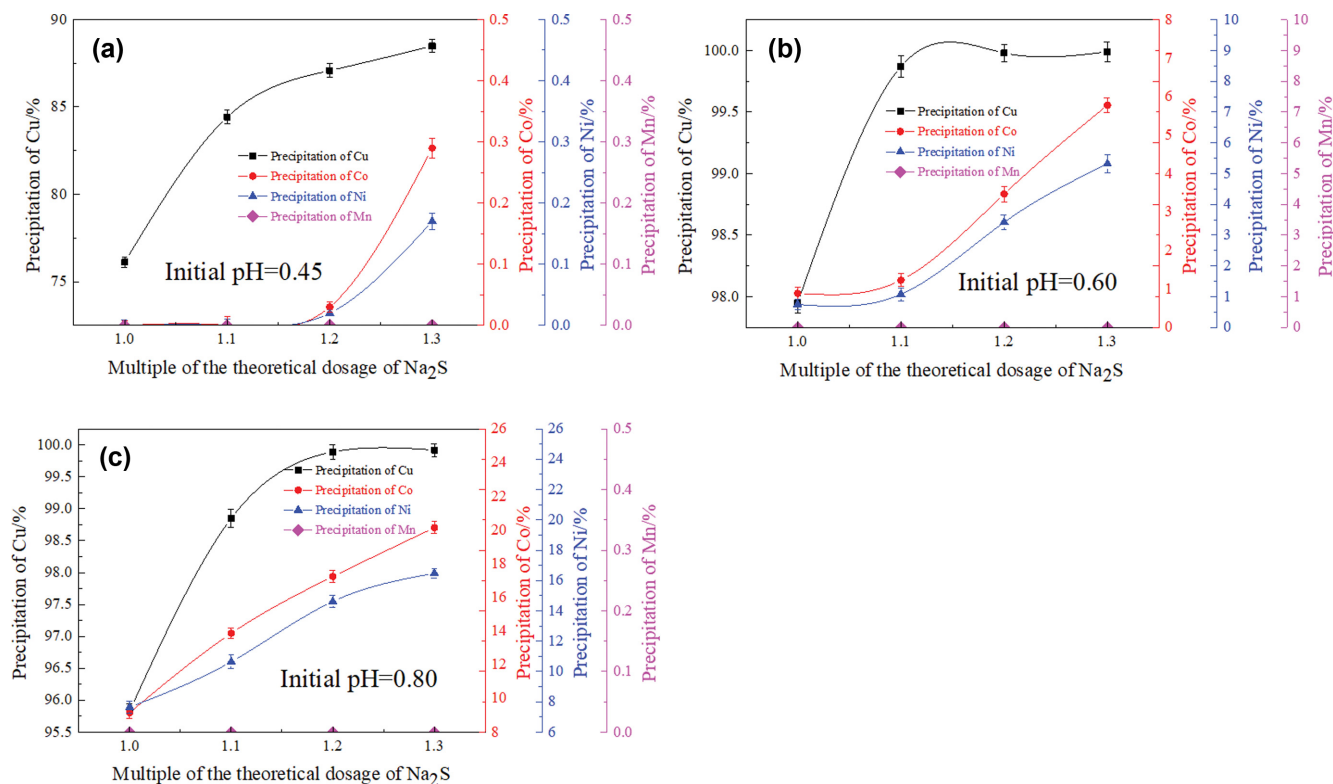 (a)
Precipitation of Cu/%
90
85
80
75
Precipitation of Cu
Precipitation of Co
Precipitation of Ni
Precipitation of Mn
Initial pH=0.45
1.0 1.1 1.2 1.3
Multiple of the theoretical dosage of Na₂S
0.5
0.4
0.3
0.2
0.1
0.0
Precipitation of Co/%
0.5
0.4
0.3
0.2
0.1
0.0
Precipitation of Ni/%
0.5
0.4
0.3
0.2
0.1
0.0
Precipitation of Mn/%
(b)
Precipitation of Cu/%
100.0
99.5
99.0
98.5
98.0
Precipitation of Cu
Precipitation of Co
Precipitation of Ni
Precipitation of Mn
Initial pH=0.60
1.0 1.1 1.2 1.3
Multiple of the theoretical dosage of Na₂S
8
7
6
5
4
3
2
1
0
Precipitation of Co/%
10
9
8
7
6
5
4
3
2
1
0
Precipitation of Ni/%
10
9
8
7
6
5
4
3
2
1
0
Precipitation of Mn/%
(c)
Precipitation of Cu/%
100.0
99.5
99.0
98.5
98.0
97.5
97.0
96.5
96.0
95.5
Precipitation of Cu
Precipitation of Co
Precipitation of Ni
Precipitation of Mn
Initial pH=0.80
1.0 1.1 1.2 1.3
Multiple of the theoretical dosage of Na₂S
26
24
22
20
18
16
14
12
10
8
Precipitation of Co/%
26
24
22
20
18
16
14
12
10
8
6
Precipitation of Ni/%
0.5
0.4
0.3
0.2
0.1
0.0
Precipitation of Mn/%